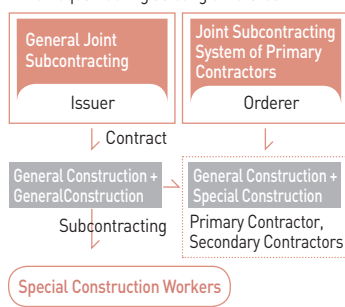 General Joint
Subcontracting
Issuer
Joint Subcontracting
System of Primary
Contractors
Orderer
Contract
General Construction +
GeneralConstruction
General Construction +
Special Construction
Subcontracting
Primary Contractor,
Secondary Contractors
Special Construction Workers